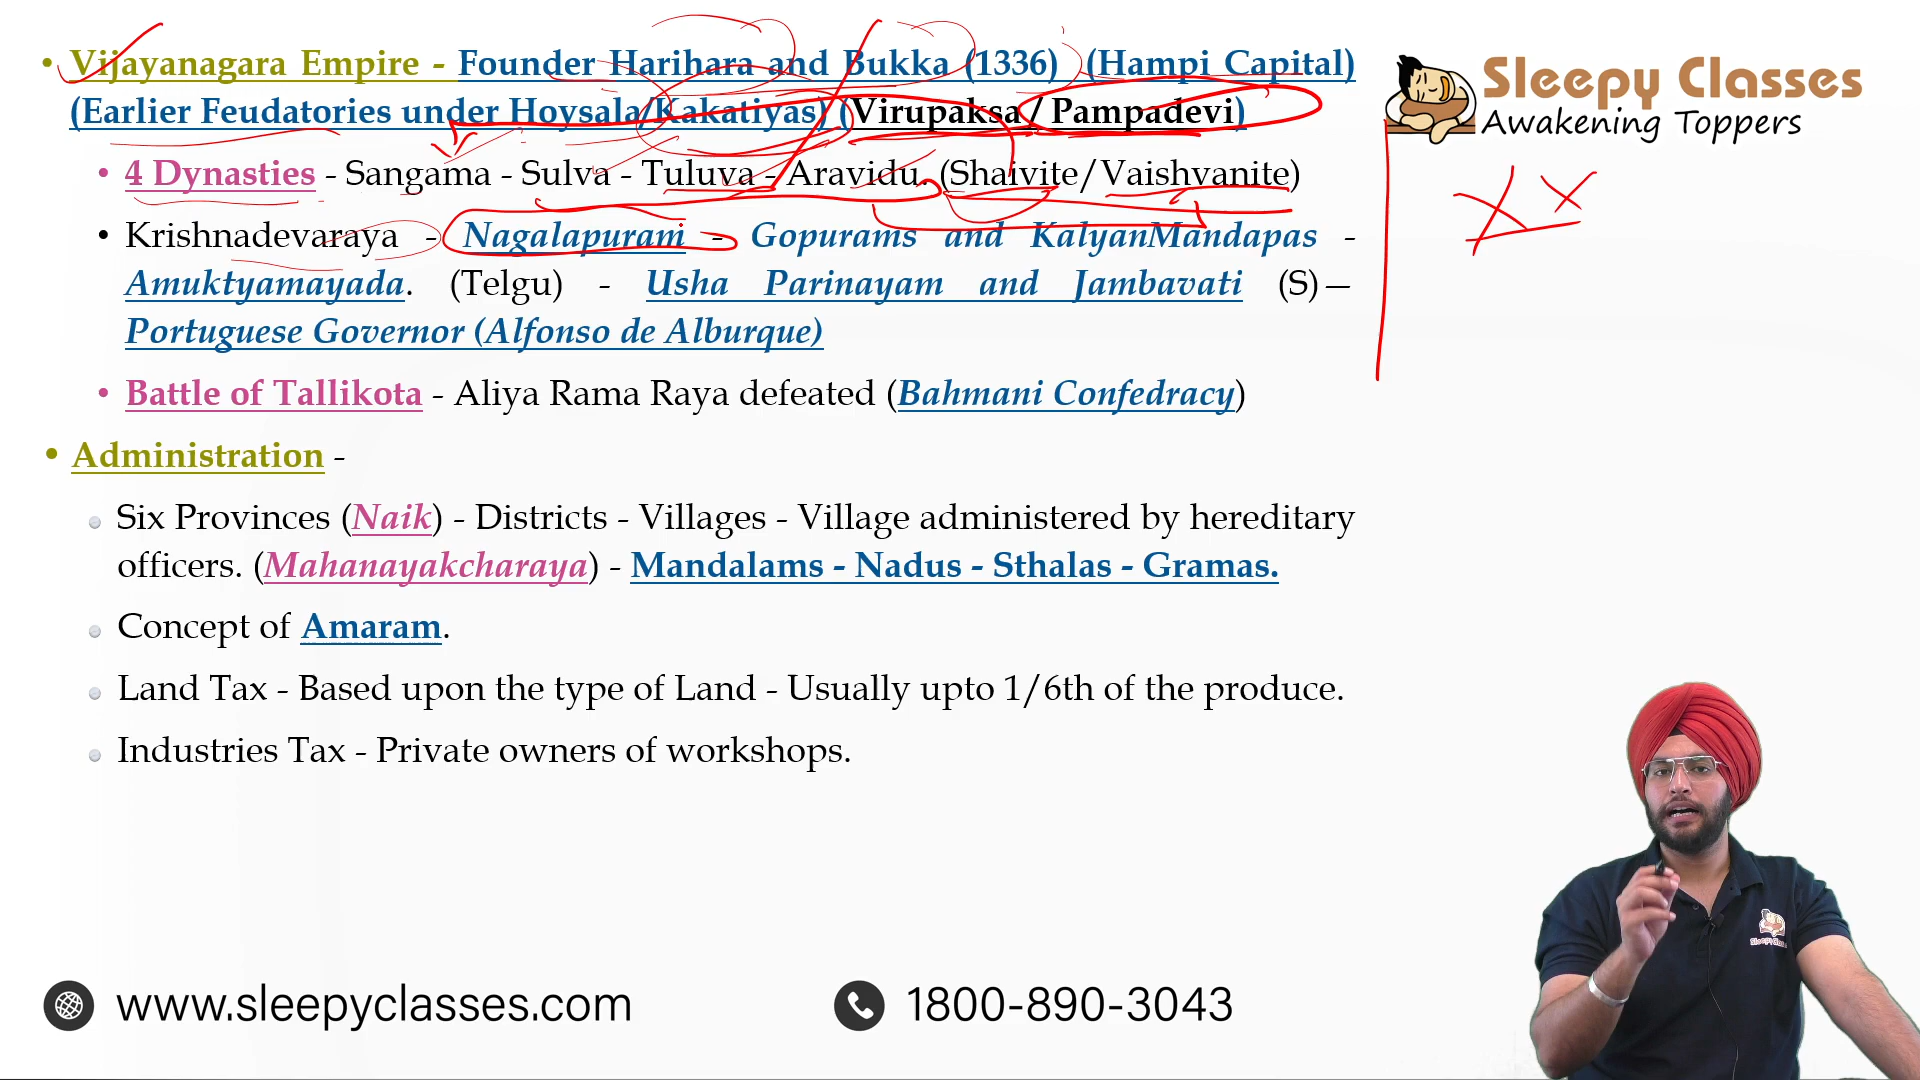 • Vijayanagara Empire - Founder Harihara and Bukka (1336) (Hampi Capital)
(Earlier Feudatories under Hoysala/Kakatiyas) (Virupaksa / Pampadevi)
• 4 Dynasties - Sangama - Sulva - Tuluva - Aravidu. (Shaivite/Vaishvanite)
• Krishnadevaraya - Nagalapuram - Gopurams and KalyanMandapas -
Amuktyamayada. (Telgu) - Usha Parinayam and Jambavati (S)—
Portuguese Governor (Alfonso de Alburque)
• Battle of Tallikota - Aliya Rama Raya defeated (Bahmani Confedracy)
• Administration -
Six Provinces (Naik) - Districts - Villages - Village administered by hereditary
officers. (Mahanayakcharaya) - Mandalams - Nadus - Sthalas - Gramas.
Concept of Amaram.
Land Tax - Based upon the type of Land - Usually upto 1/6th of the produce.
Industries Tax - Private owners of workshops.
Sleepy Classes
Awakening Toppers
www.sleepyclasses.com
1800-890-3043